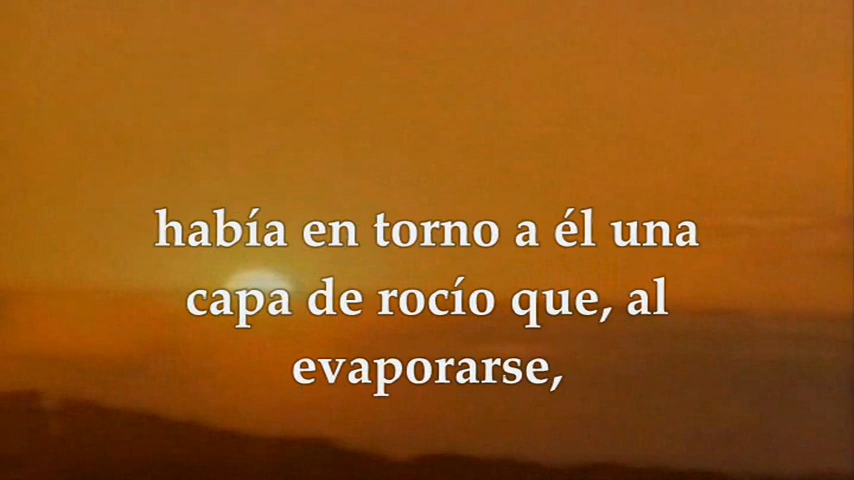 había en torno a él una
capa de rocío que, al
evaporarse,